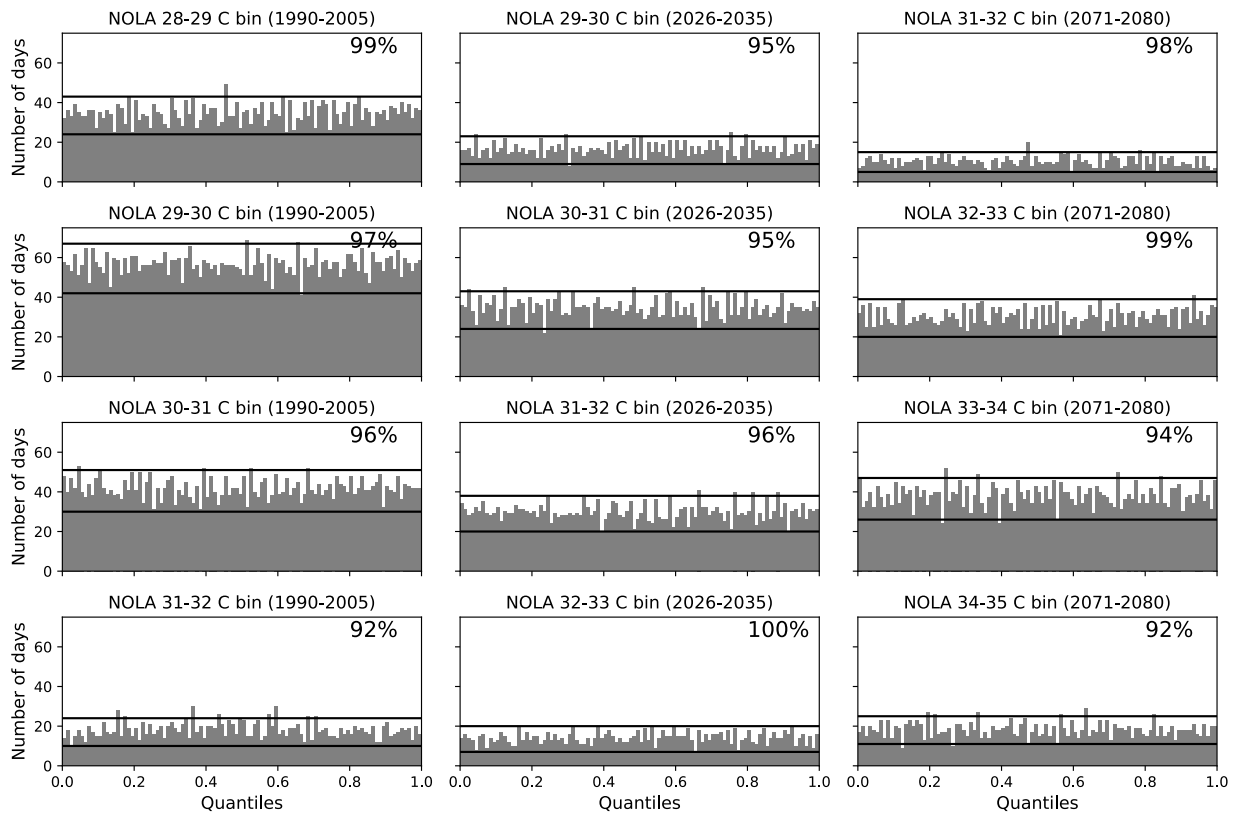 NOLA 28-29 C bin (1990-2005) NOLA 29-30 C bin (2026-2035) NOLA 31-32 C bin (2071-2080)
99% 95% 98%
60
40
20
0
Number of days
NOLA 29-30 C bin (1990-2005) NOLA 30-31 C bin (2026-2035) NOLA 32-33 C bin (2071-2080)
97% 95% 99%
60
40
20
0
Number of days
NOLA 30-31 C bin (1990-2005) NOLA 31-32 C bin (2026-2035) NOLA 33-34 C bin (2071-2080)
96% 96% 94%
60
40
20
0
Number of days
NOLA 31-32 C bin (1990-2005) NOLA 32-33 C bin (2026-2035) NOLA 34-35 C bin (2071-2080)
92% 100% 92%
60
40
20
0
Number of days
0.0 0.2 0.4 0.6 0.8 1.0 0.0 0.2 0.4 0.6 0.8 1.0 0.0 0.2 0.4 0.6 0.8 1.0
Quantiles Quantiles Quantiles